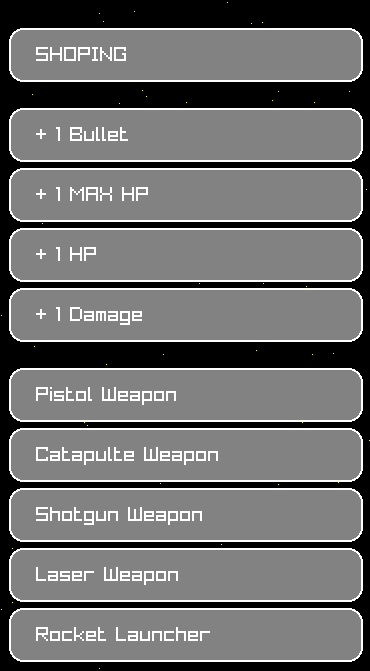 SHOPING
+ 1 Bullet
+ 1 MAX HP
+ 1 HP
+ 1 Damage
Pistol Weapon
Catapulte Weapon
Shotgun Weapon
Laser Weapon
Rocket Launcher